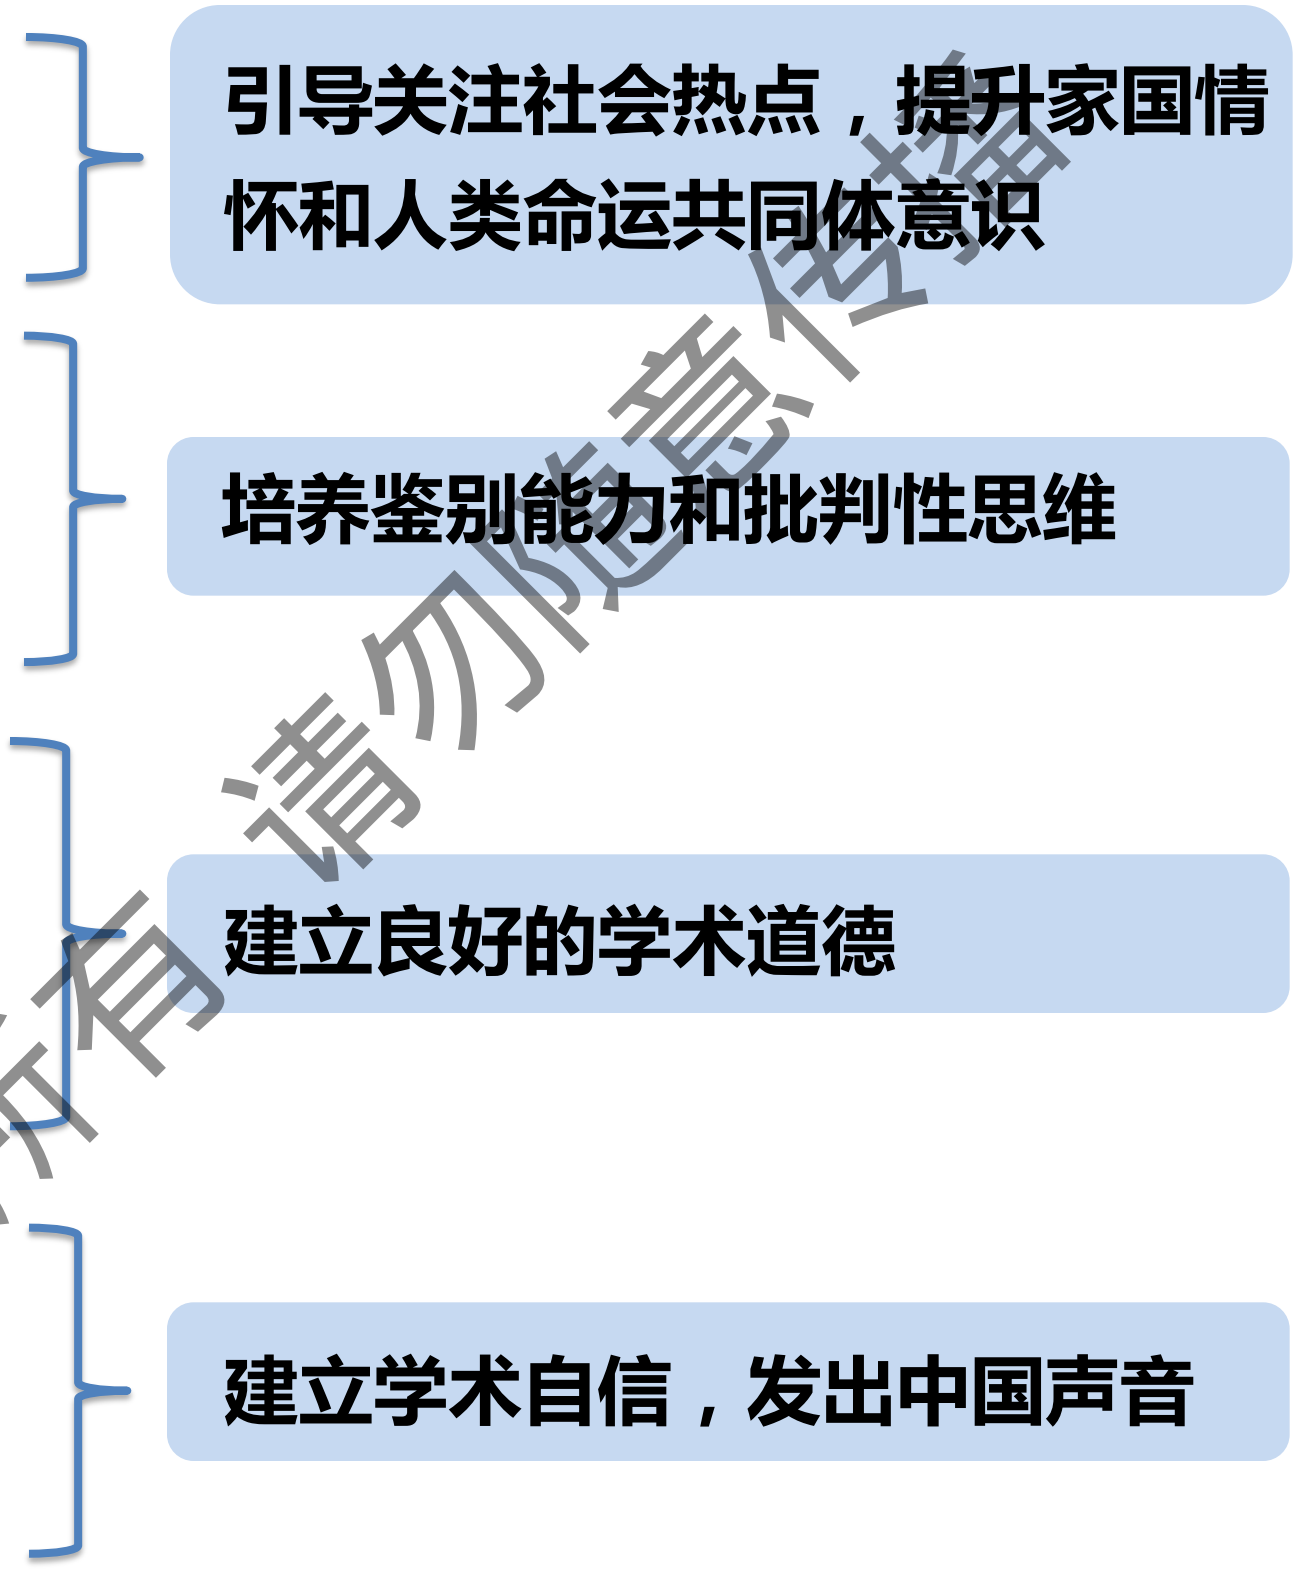 引导关注社会热点，提升家国情
怀和人类命运共同体意识
培养鉴别能力和批判性思维
建立良好的学术道德
建立学术自信，发出中国声音
所有 请勿随意传播